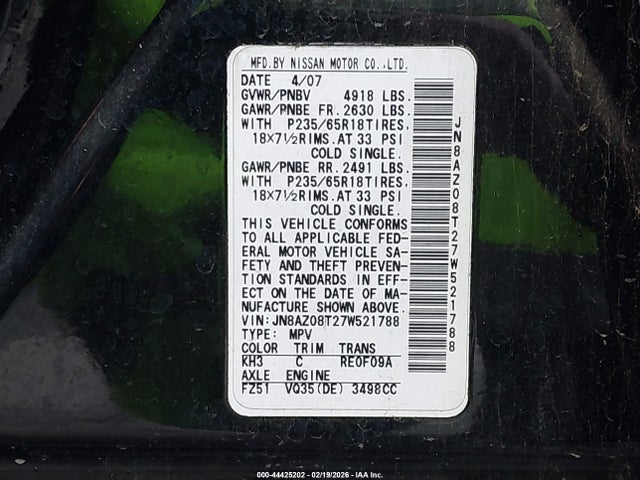 MFD.BY NISSAN MOTOR CO.,LTD.
DATE 4/07
GVWR/PNBV 4918 LBS.
GAWR/PNBE FR. 2630 LBS.
WITH P235/65R18TIRES,
18X7½RIMS.AT 33 PSI
COLD SINGLE.
GAWR/PNBE RR. 2491 LBS.
WITH P235/65R18TIRES,
18X7½RIMS.AT 33 PSI
COLD SINGLE.
THIS VEHICLE CONFORMS
TO ALL APPLICABLE FED-
ERAL MOTOR VEHICLE SA-
FETY AND THEFT PREVEN-
TION STANDARDS IN EFF-
ECT ON THE DATE OF MA-
NUFACTURE SHOWN ABOVE.
VIN:JN8AZ08T27W521788
TYPE: MPV
COLOR TRIM TRANS
KH3 C RE0F09A
AXLE ENGINE
FZ51 VQ35(DE) 3498CC
JN8AZ08T27W521788
000-44425202 - 02/19/2026 - IAA Inc.